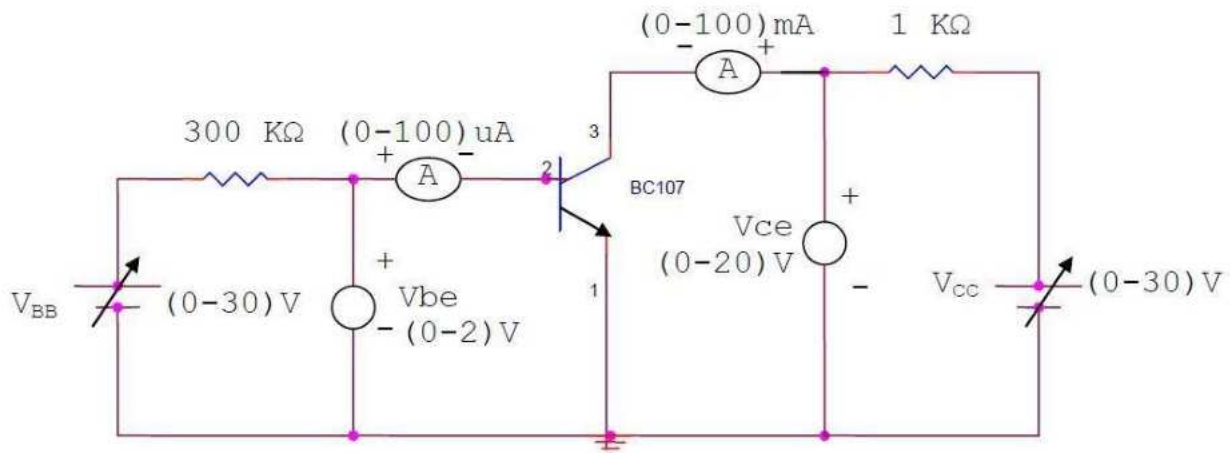 (0-100)mA
- +
A
1 KΩ
300 KΩ
(0-100)uA
+ -
A
3
2
BC107
1
+
Vce
(0-20)V
-
+
Vbe
-(0-2)V
VBB
(0-30)V
VCC
(0-30)V